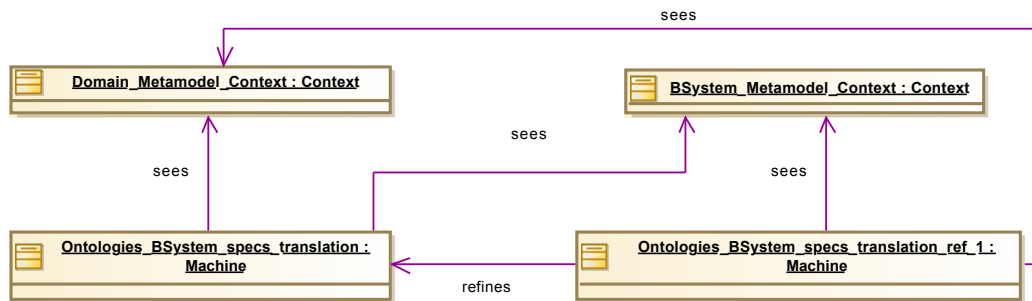 sees
Domain_Metamodel_Context : Context
BSystem_Metamodel_Context : Context
sees
sees
sees
Ontologies_BSystem_specs_translation :
Machine
Ontologies_BSystem_specs_translation_ref_1 :
Machine
refines